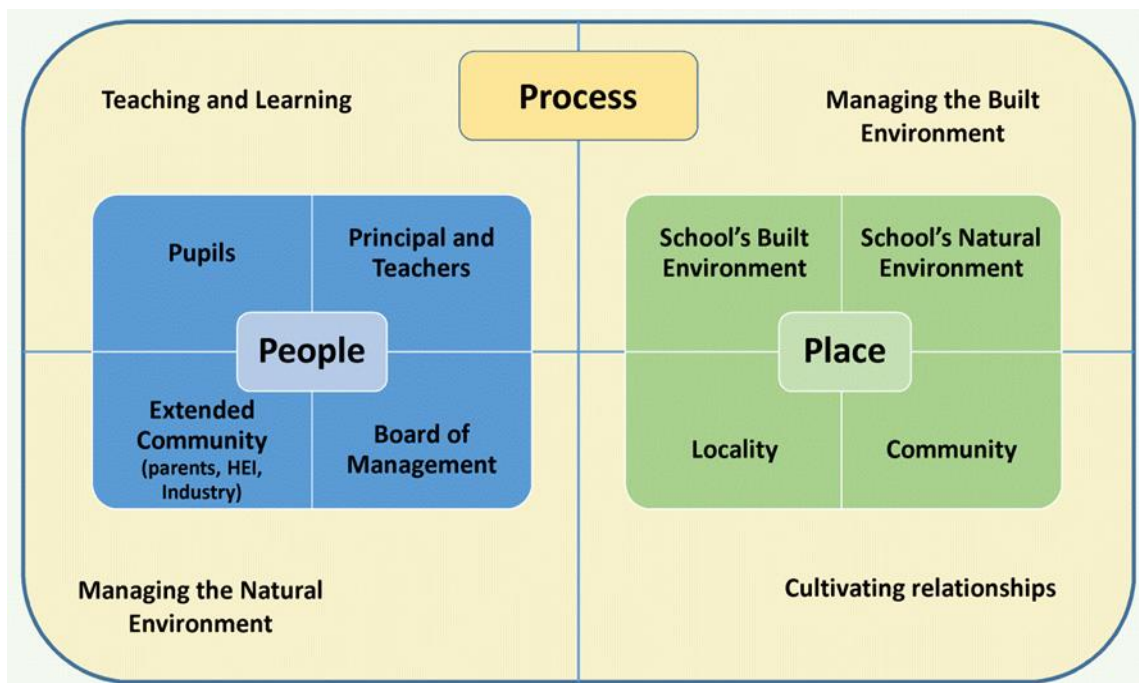 Process
Teaching and Learning
Managing the Built
Environment
Pupils
Principal and
Teachers
People
Extended
Community
(parents, HEI,
Industry)
Board of
Management
School's Built
Environment
School's Natural
Environment
Place
Locality
Community
Managing the Natural
Environment
Cultivating relationships